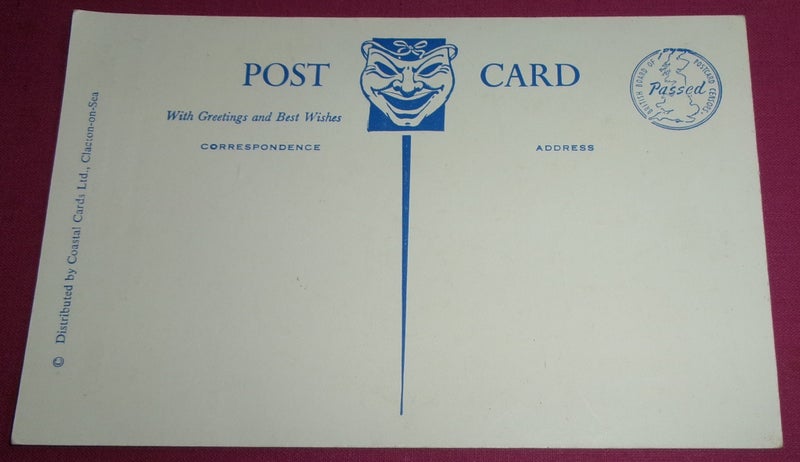 POST CARD
With Greetings and Best Wishes
CORRESPONDENCE
ADDRESS
BRITISH BOARD OF POSTCARD CENSORS.
Passed
© Distributed by Coastal Cards Ltd., Clacton-on-Sea